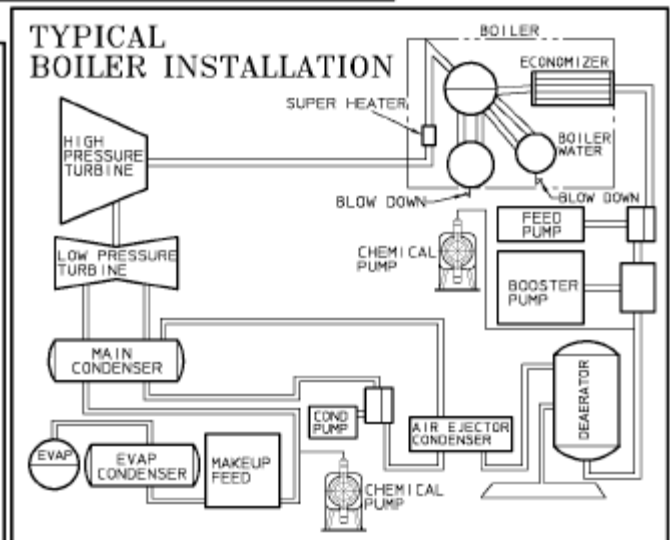 TYPICAL
BOILER INSTALLATION
BOILER
ECONOMIZER
SUPER HEATER
HIGH
PRESSURE
TURBINE
BOILER
WATER
BLOW DOWN
BLOW DOWN
FEED
PUMP
CHEMICAL
PUMP
LOW PRESSURE
TURBINE
BOOSTER
PUMP
MAIN
CONDENSER
DEAERATOR
COND
PUMP
AIR EJECTOR
CONDENSER
EVAP
EVAP
CONDENSER
MAKEUP
FEED
CHEMICAL
PUMP